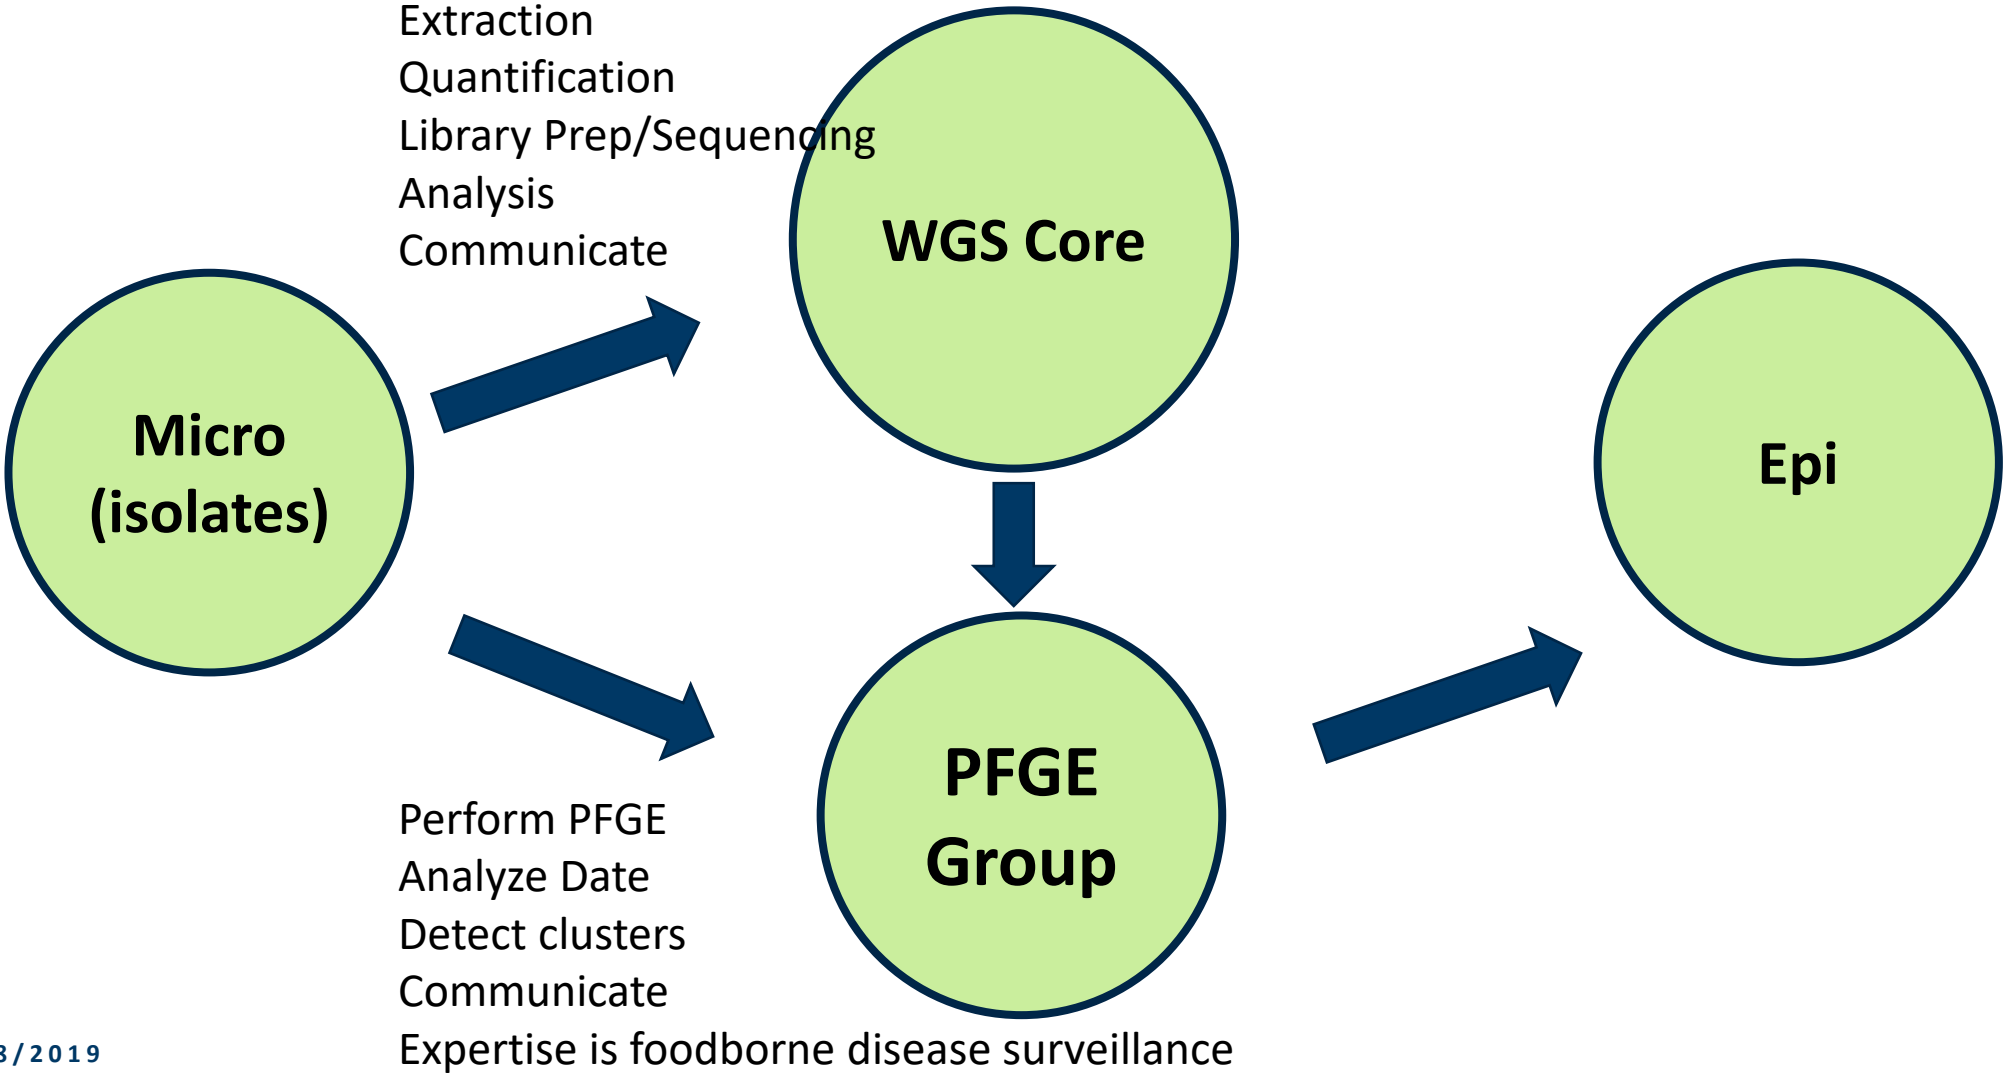 Extraction
Quantification
Library Prep/Sequencing
Analysis
Communicate
WGS Core
Micro
(isolates)
Epi
PFGE
Group
Perform PFGE
Analyze Date
Detect clusters
Communicate
Expertise is foodborne disease surveillance
/2019